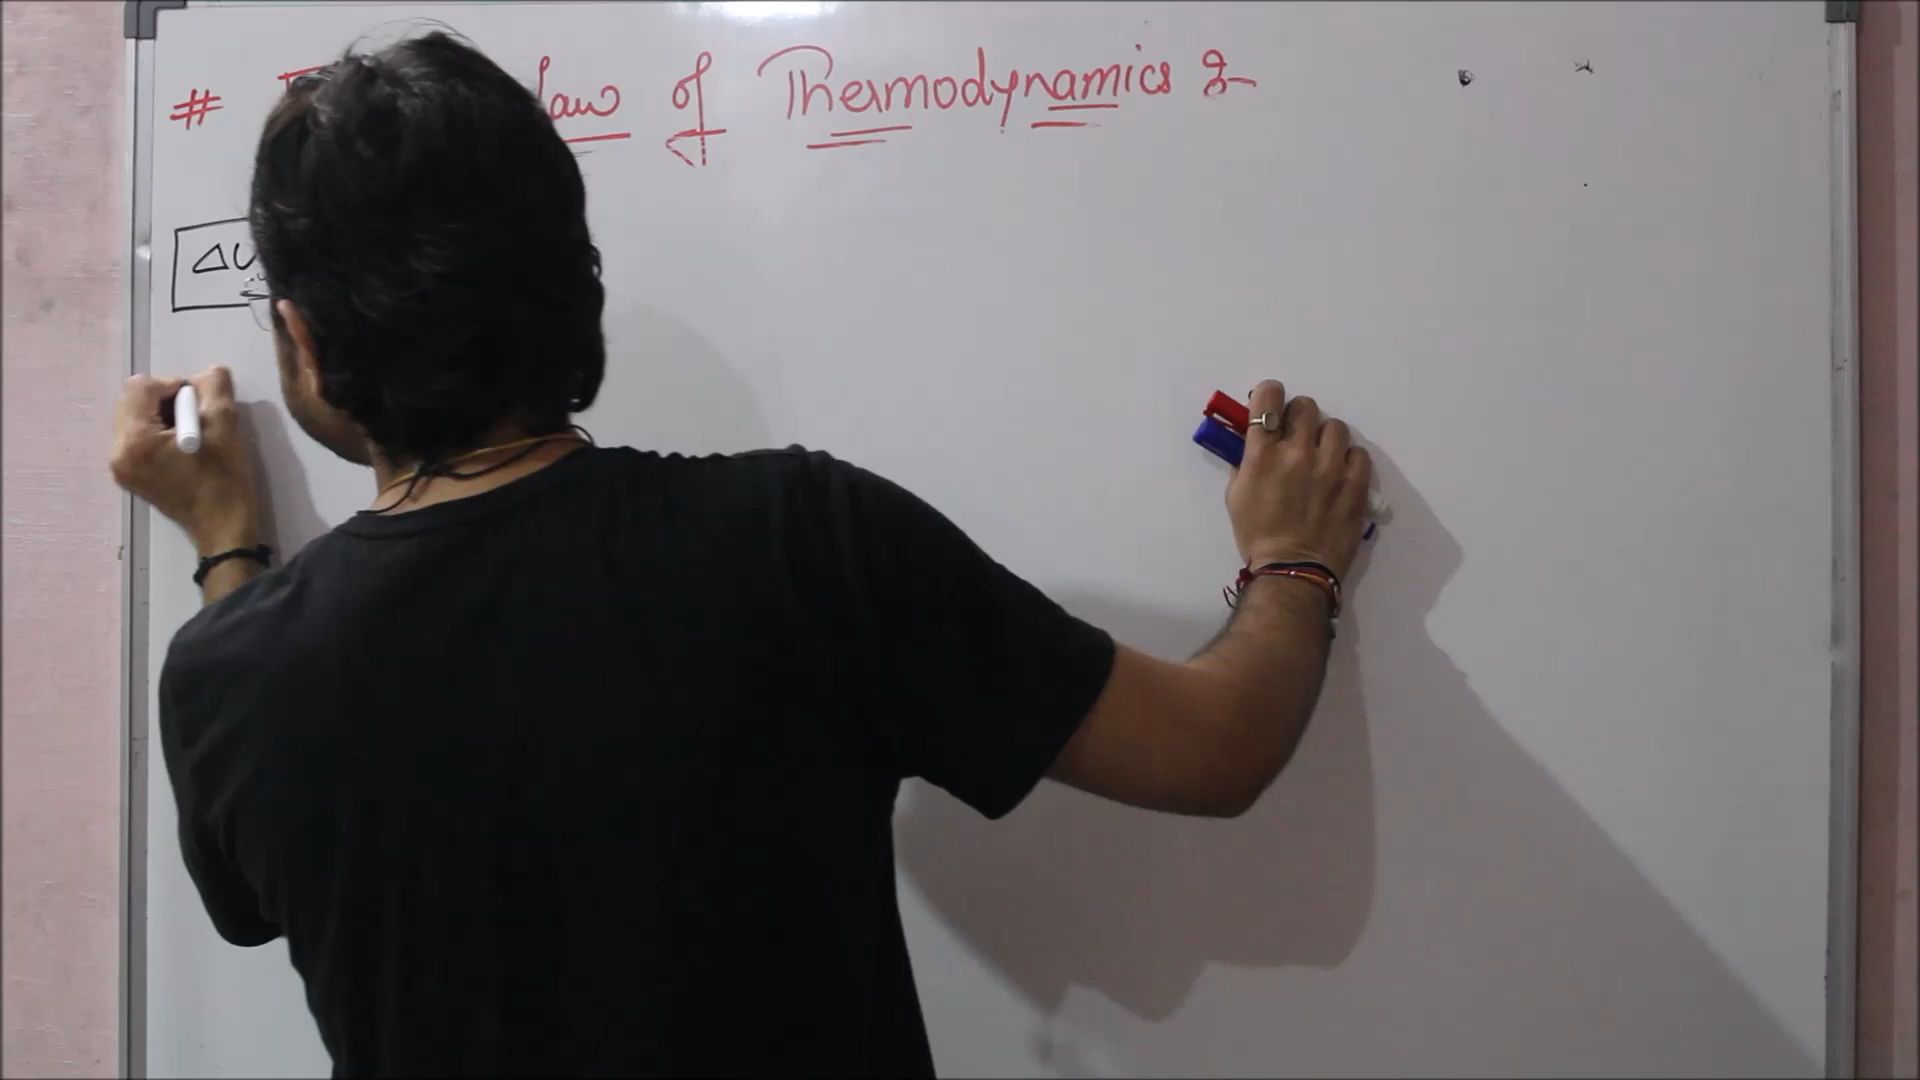 # law of Thermodynamics :-
ΔU